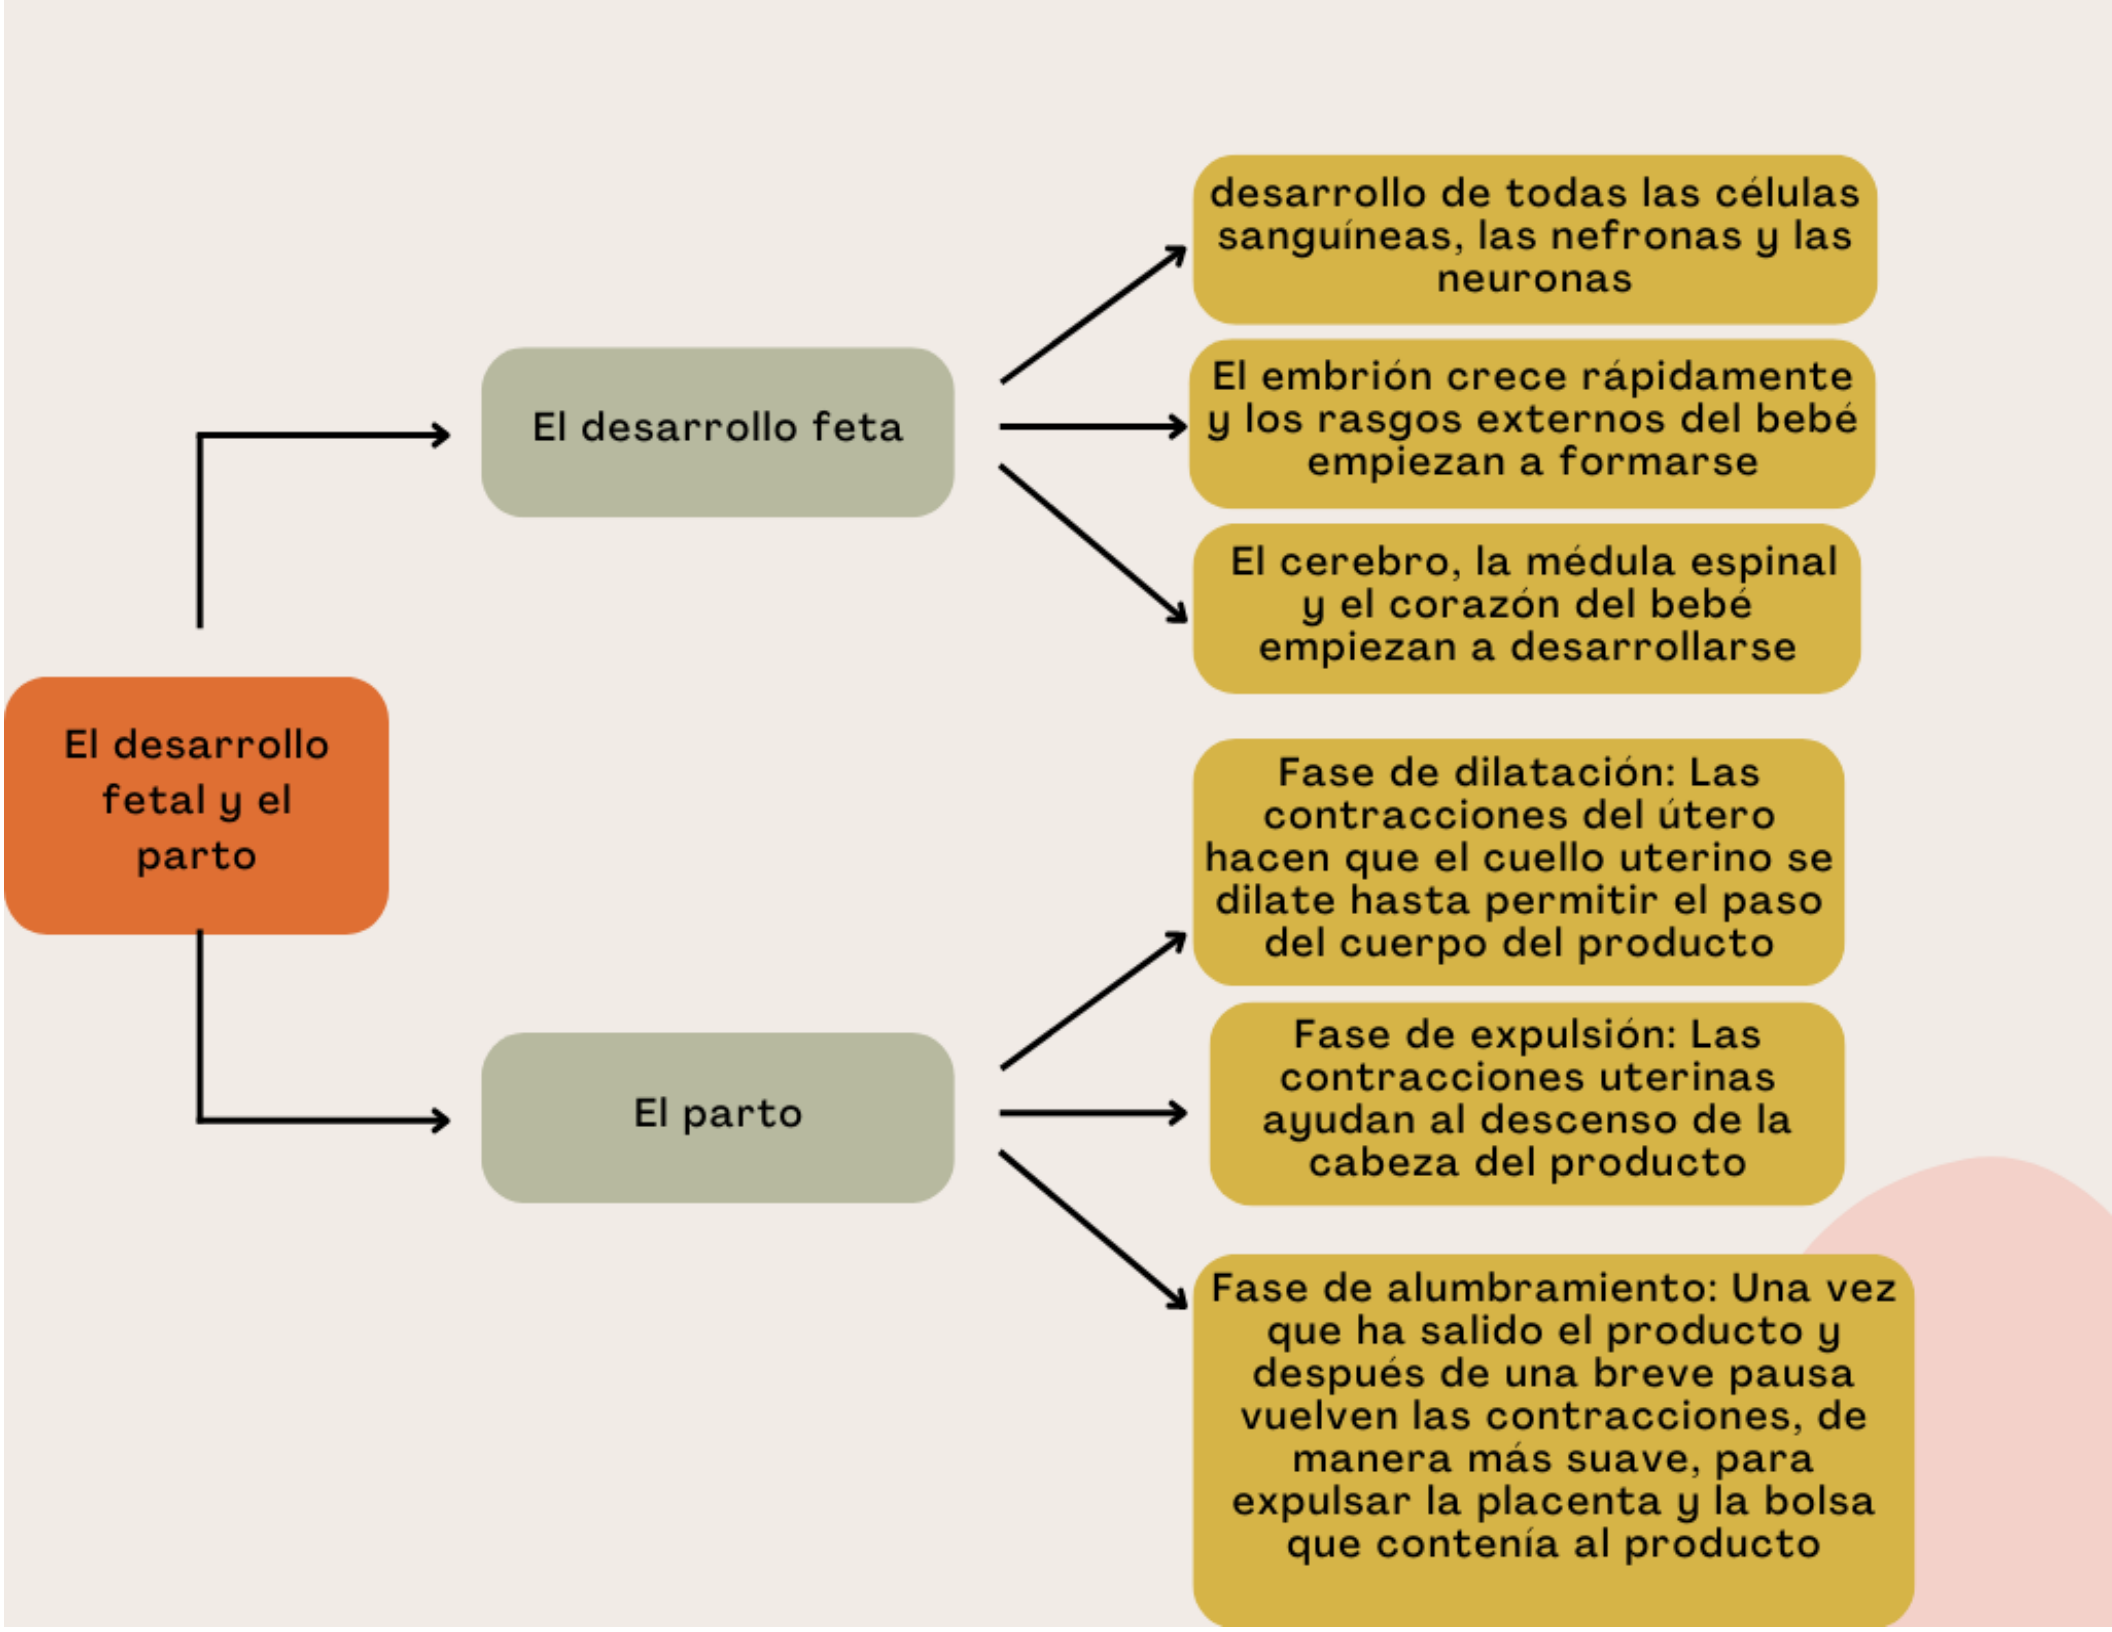 El desarrollo
fetal y el
parto
El desarrollo feta
desarrollo de todas las células
sanguíneas, las nefronas y las
neuronas
El embrión crece rápidamente
y los rasgos externos del bebé
empiezan a formarse
El cerebro, la médula espinal
y el corazón del bebé
empiezan a desarrollarse
El parto
Fase de dilatación: Las
contracciones del útero
hacen que el cuello uterino se
dilate hasta permitir el paso
del cuerpo del producto
Fase de expulsión: Las
contracciones uterinas
ayudan al descenso de la
cabeza del producto
Fase de alumbramiento: Una vez
que ha salido el producto y
después de una breve pausa
vuelven las contracciones, de
manera más suave, para
expulsar la placenta y la bolsa
que contenía al producto